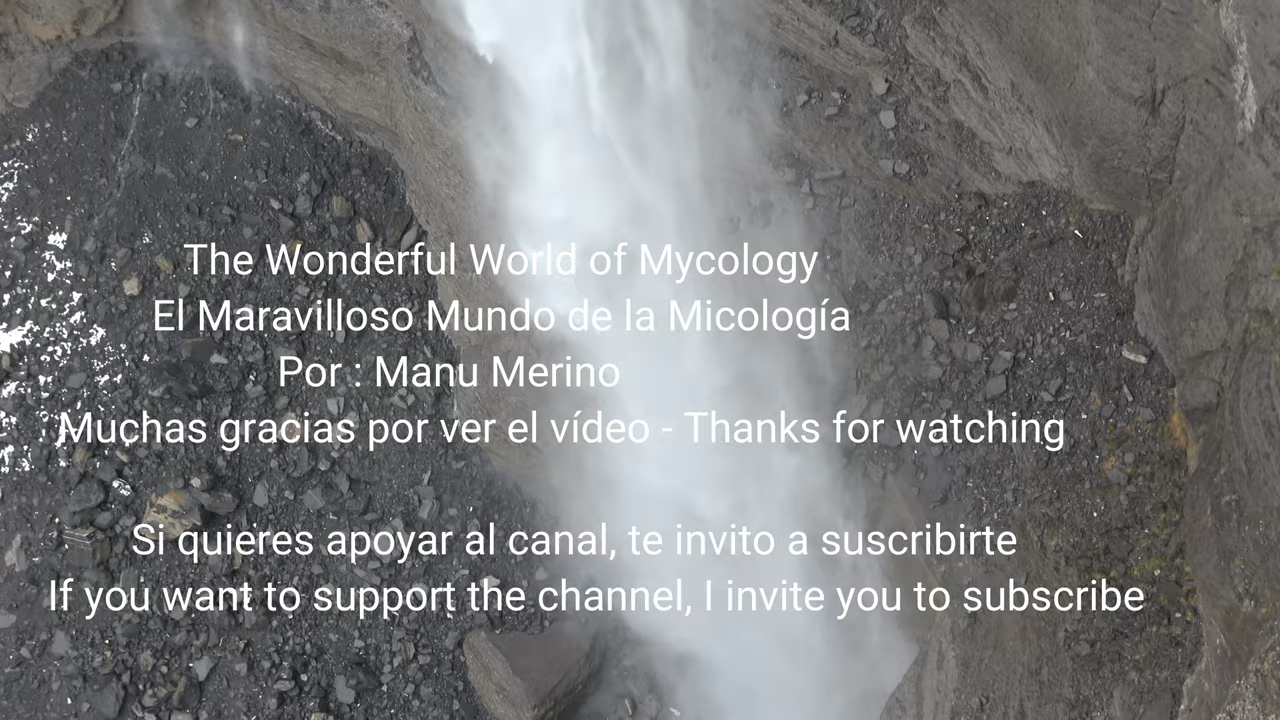 The Wonderful World of Mycology
El Maravilloso Mundo de la Micología
Por : Manu Merino
Muchas gracias por ver el vídeo - Thanks for watching
Si quieres apoyar al canal, te invito a suscribirte
If you want to support the channel, I invite you to subscribe